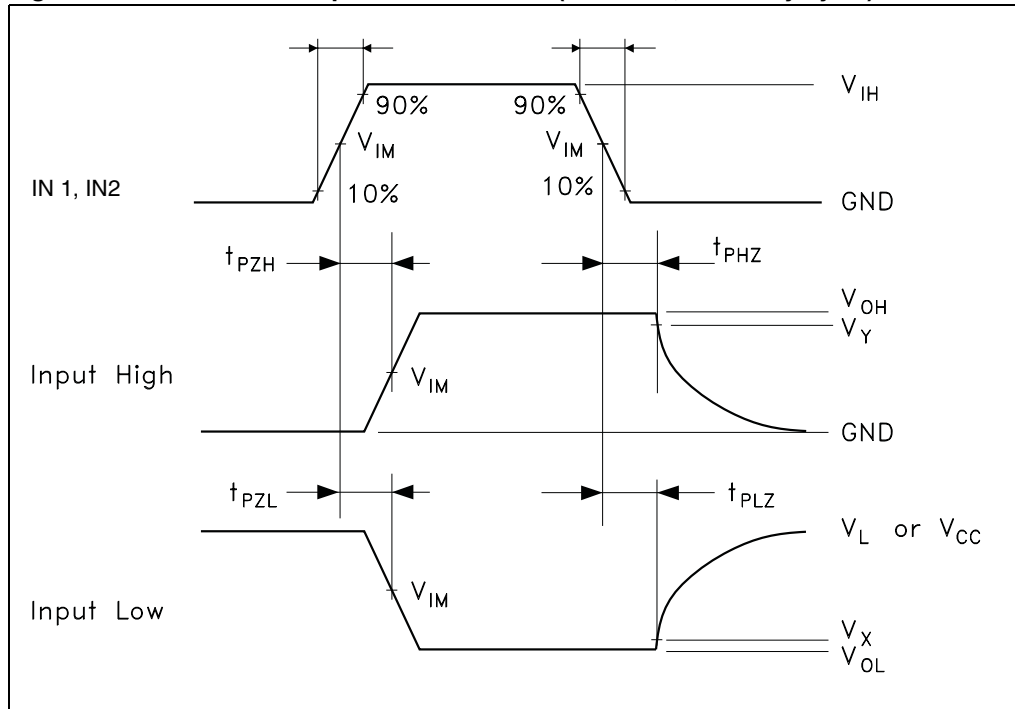 V_IH
90% 90%
V_IM V_IM
IN 1, IN2
10% 10%
GND
t_PZH t_PHZ
V_OH
V_Y
Input High
V_IM
GND
t_PZL t_PLZ
V_L or V_CC
Input Low
V_IM
V_X
V_OL